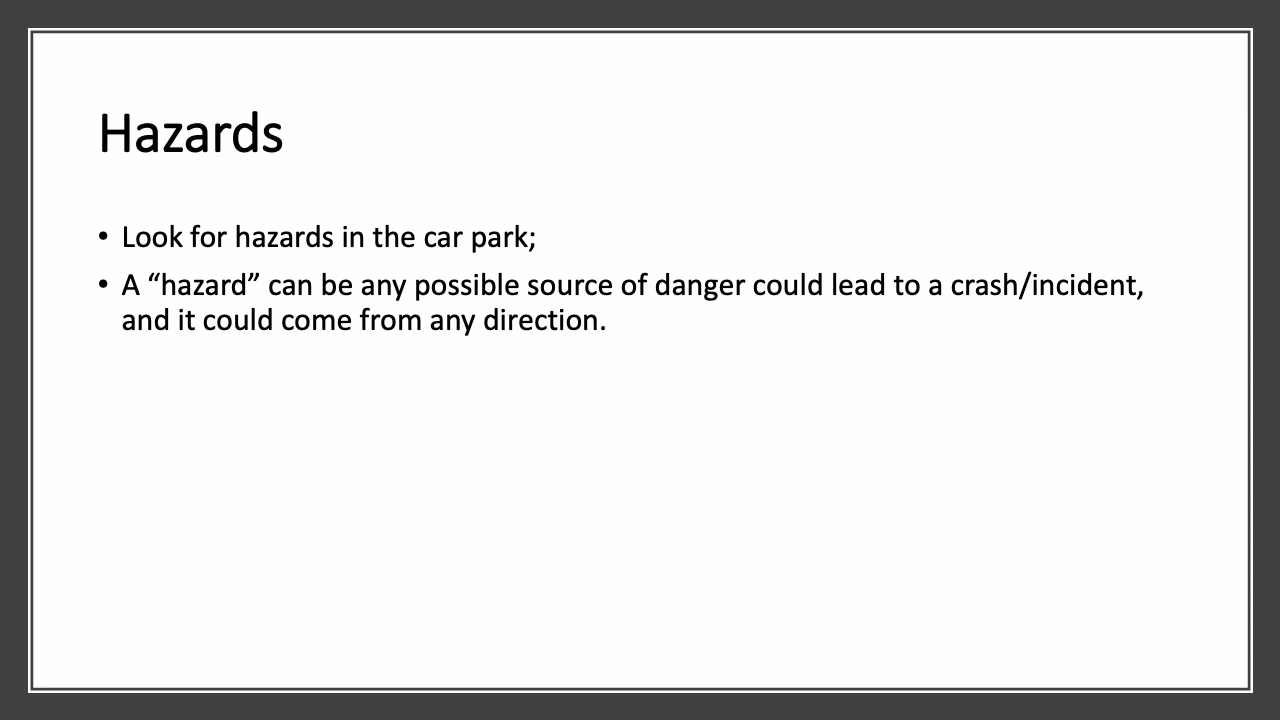 Hazards
• Look for hazards in the car park;
• A “hazard” can be any possible source of danger could lead to a crash/incident,
and it could come from any direction.